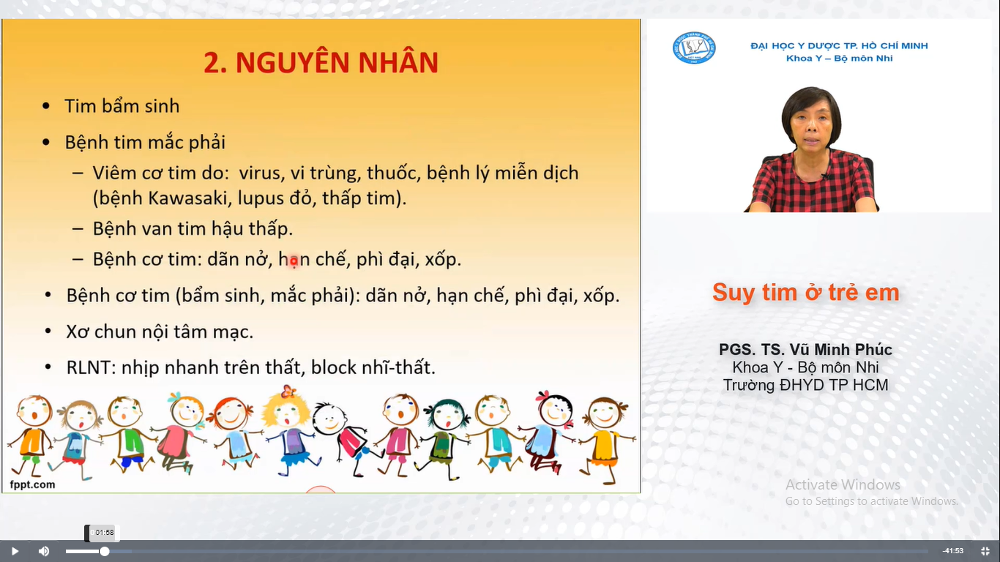 2. NGUYÊN NHÂN
• Tim bẩm sinh
• Bệnh tim mắc phải
– Viêm cơ tim do: virus, vi trùng, thuốc, bệnh lý miễn dịch
(bệnh Kawasaki, lupus đỏ, thấp tim).
– Bệnh van tim hậu thấp.
– Bệnh cơ tim: dãn nở, hạn chế, phì đại, xốp.
• Bệnh cơ tim (bẩm sinh, mắc phải): dãn nở, hạn chế, phì đại, xốp.
• Xơ chun nội tâm mạc.
• RLNT: nhịp nhanh trên thất, block nhĩ-thất.
fppt.com
ĐẠI HỌC Y DƯỢC TP. HỒ CHÍ MINH
Khoa Y – Bộ môn Nhi
Suy tim ở trẻ em
PGS. TS. Vũ Minh Phúc
Khoa Y - Bộ môn Nhi
Trường ĐHYD TP HCM
Activate Windows
Go to Settings to activate Windows.
01:58
-41:53